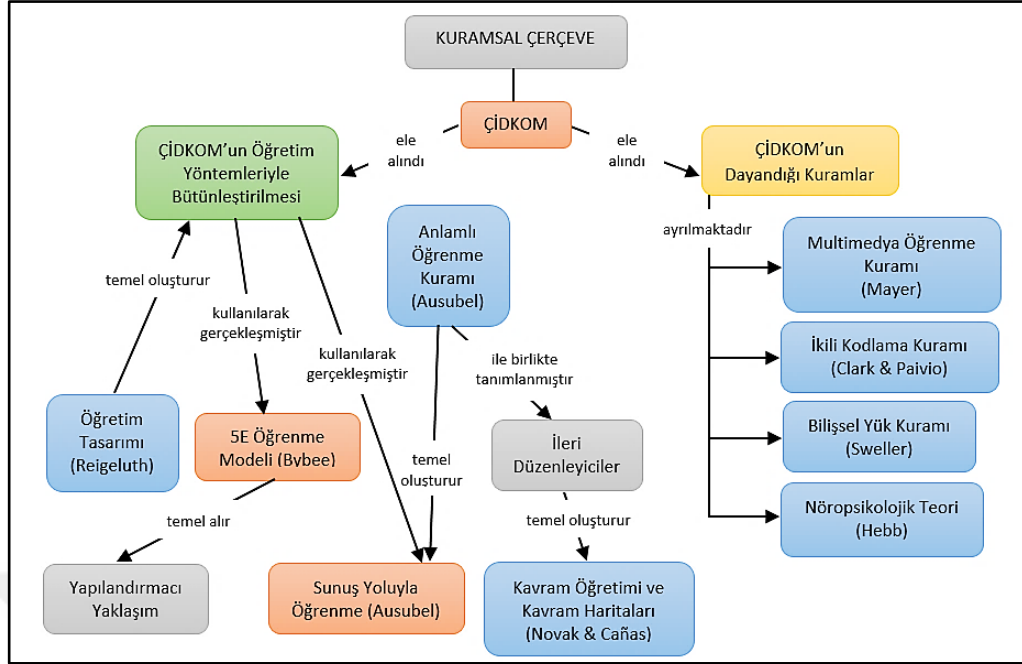 KURAMSAL ÇERÇEVE
ÇİDKOM
ele
alındı
ele
alındı
ÇİDKOM’un Öğretim
Yöntemleriyle
Bütünleştirilmesi
ÇİDKOM’un
Dayandığı Kuramlar
Anlamlı
Öğrenme
Kuramı
(Ausubel)
ayrılmaktadır
Multimedya Öğrenme
Kuramı
(Mayer)
temel oluşturur
kullanılarak
gerçekleşmiştir
kullanılarak
gerçekleşmiştir
ile birlikte
tanımlanmıştır
İkili Kodlama Kuramı
(Clark & Paivio)
Öğretim
Tasarımı
(Reigeluth)
5E Öğrenme
Modeli (Bybee)
İleri
Düzenleyiciler
Bilişsel Yük Kuramı
(Sweller)
temel
oluşturur
temel alır
temel oluşturur
Nöropsikolojik Teori
(Hebb)
Yapılandırmacı
Yaklaşım
Sunuş Yoluyla
Öğrenme (Ausubel)
Kavram Öğretimi ve
Kavram Haritaları
(Novak & Cañas)